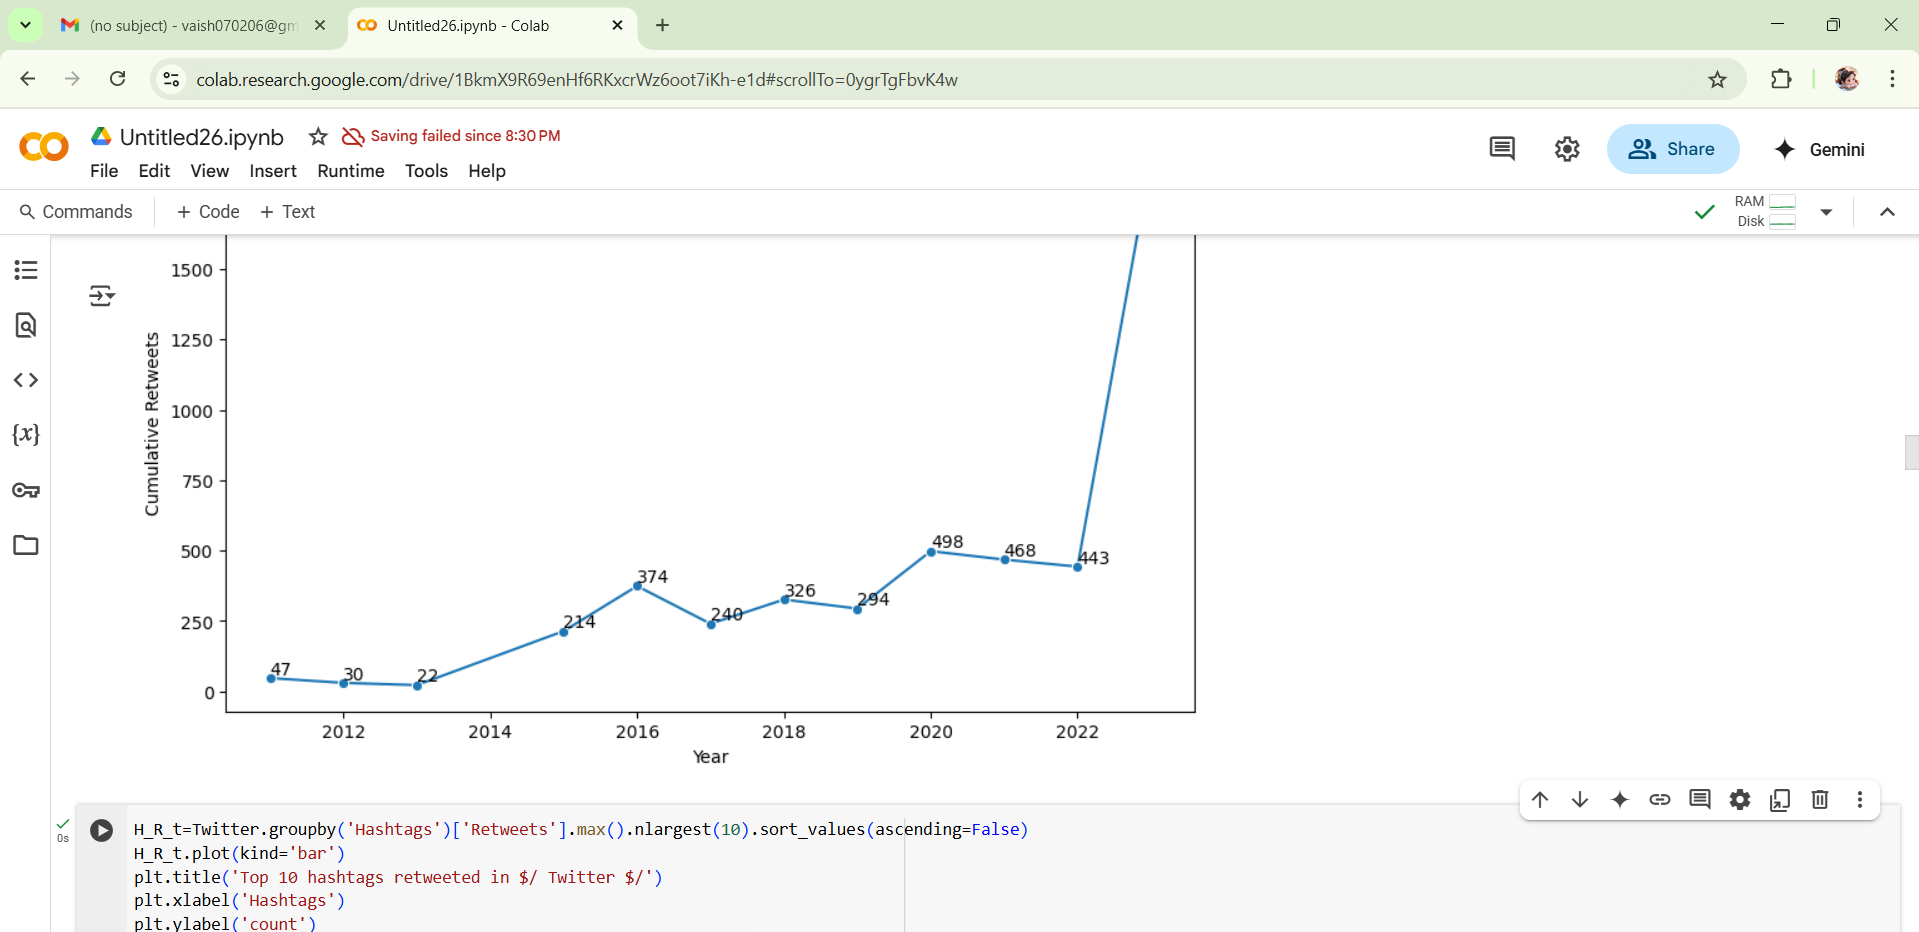 (no subject) - vaish070206@gm
Untitled26.ipynb - Colab
colab.research.google.com/drive/1BkmX9R69enHf6RKxcrWz6oot7iKh-e1d#scrollTo=0ygrTgFbvK4w
Untitled26.ipynb
Saving failed since 8:30 PM
File Edit View Insert Runtime Tools Help
Share
Gemini
Commands + Code + Text
RAM
Disk
1500
1250
1000
750
500
250
0
Cumulative Retweets
47
30
22
214
374
240
326
294
498
468
443
2012 2014 2016 2018 2020 2022
Year
0s
H_R_t=Twitter.groupby('Hashtags')['Retweets'].max().nlargest(10).sort_values(ascending=False)
H_R_t.plot(kind='bar')
plt.title('Top 10 hashtags retweeted in $/ Twitter $/')
plt.xlabel('Hashtags')
plt.ylabel('count')